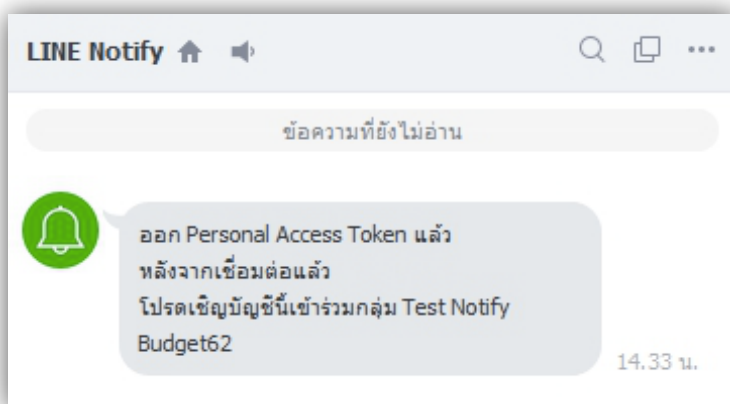 LINE Notify
ข้อความที่ยังไม่อ่าน
ออก Personal Access Token แล้ว
หลังจากเชื่อมต่อแล้ว
โปรดเชิญบัญชีนี้เข้าร่วมกลุ่ม Test Notify
Budget62
14.33 น.